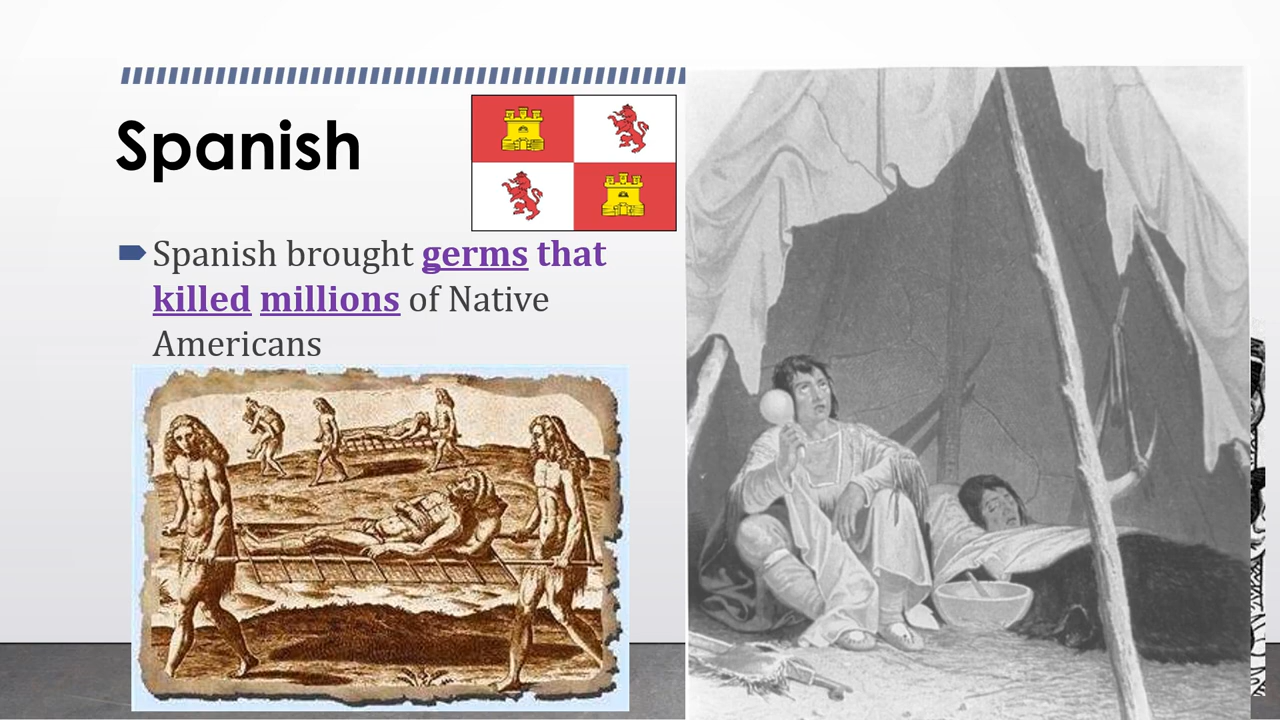 Spanish
Spanish brought germs that
killed millions of Native
Americans